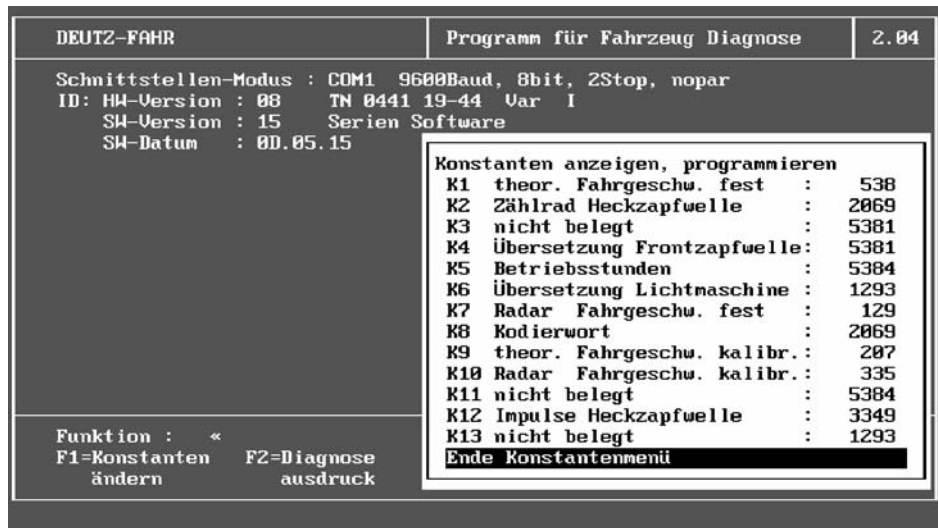 DEUTZ-FAHR
Programm für Fahrzeug Diagnose
2.04
Schnittstellen-Modus : COM1 9600Baud, 8bit, 2Stop, nopar
ID: HW-Version : 08 TN 0441 19-44 Var I
SW-Version : 15 Serien Software
SW-Datum : 0D.05.15
Konstanten anzeigen, programmieren
K1 theor. Fahrgeschw. fest : 538
K2 Zählrad Heckzapfwelle : 2069
K3 nicht belegt : 5381
K4 Übersetzung Frontzapfwelle: 5381
K5 Betriebsstunden : 5384
K6 Übersetzung Lichtmaschine : 1293
K7 Radar Fahrgeschw. fest : 129
K8 Kodierwort : 2069
K9 theor. Fahrgeschw. kalibr.: 207
K10 Radar Fahrgeschw. kalibr.: 335
K11 nicht belegt : 5384
K12 Impulse Heckzapfwelle : 3349
K13 nicht belegt : 1293
Ende Konstantenmenü
Funktion : «
F1=Konstanten F2=Diagnose
ändern ausdruck